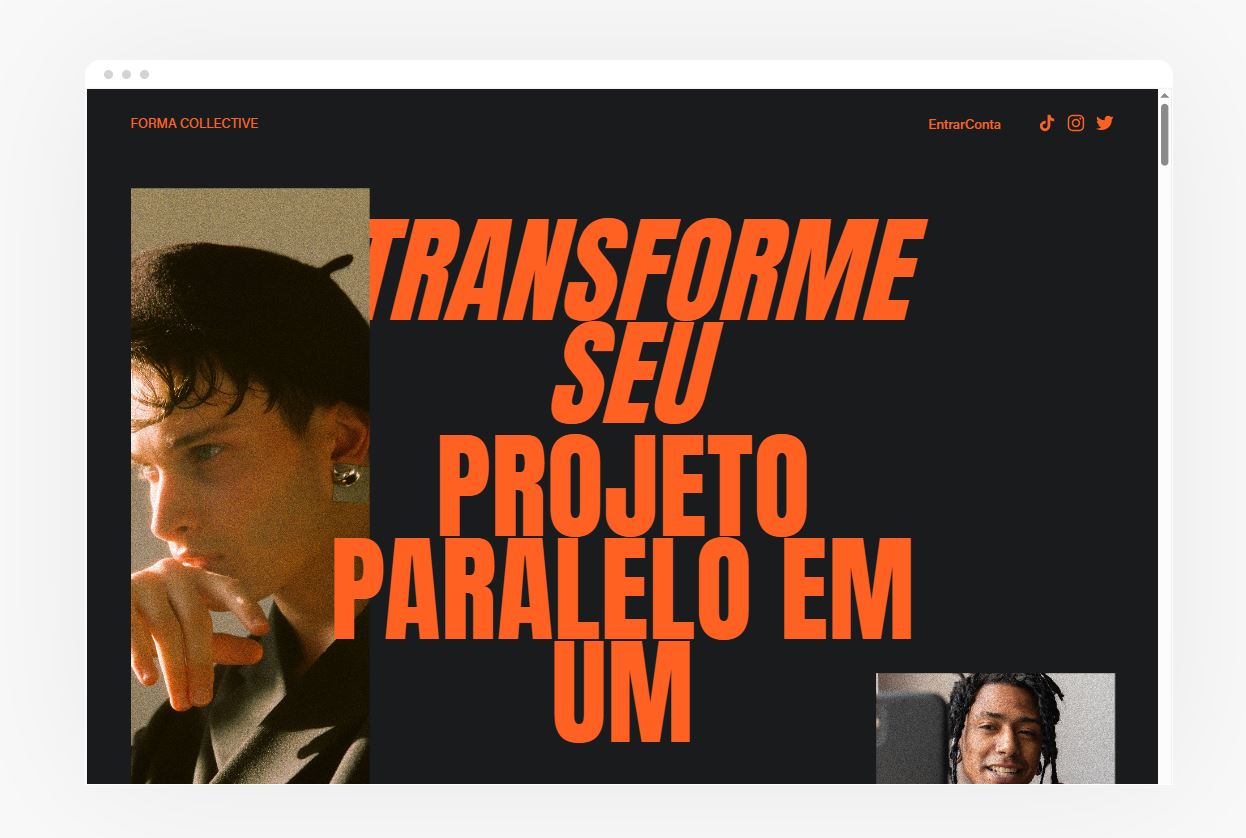 FORMA COLLECTIVE
EntrarConta
TRANSFORME
SEU
PROJETO
PARALELO EM
UM